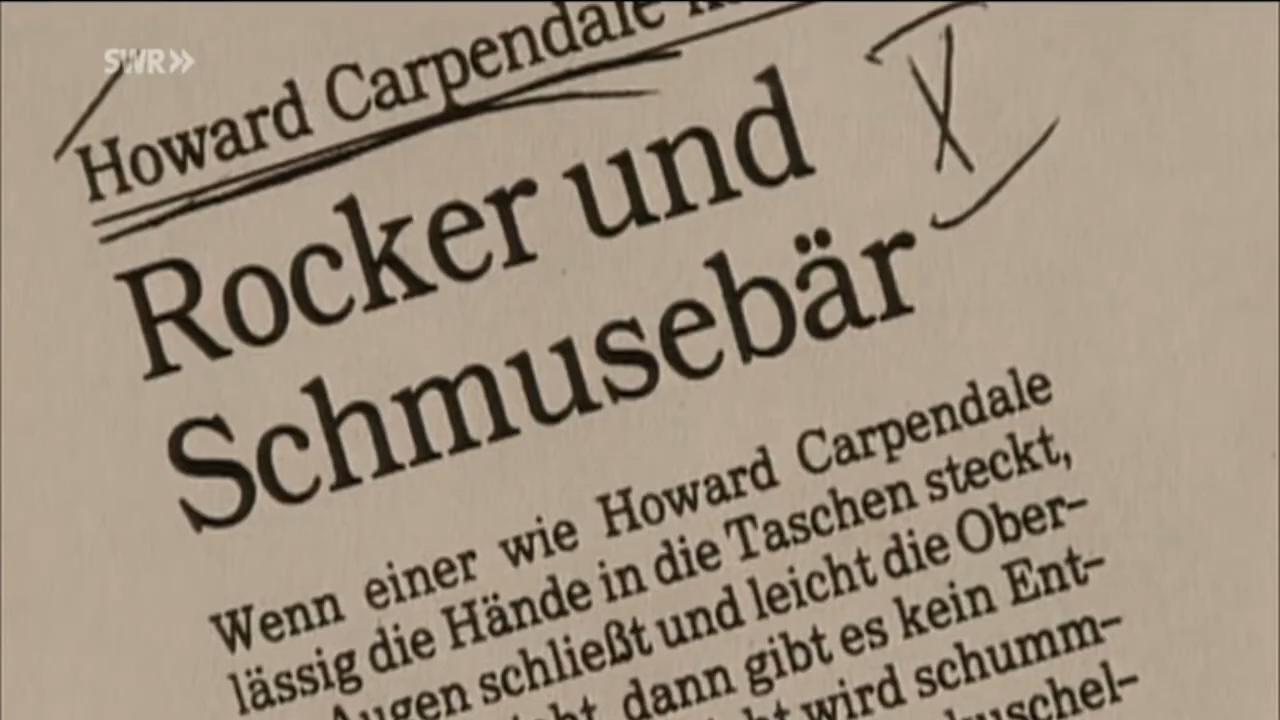 SWR
Howard Carpendale
X
Rocker und
Schmusebär
Wenn einer wie Howard Carpendale
lässig die Hände in die Taschen steckt,
Augen schließt und leicht die Ober-
dann gibt es kein Ent-
wird schumm-